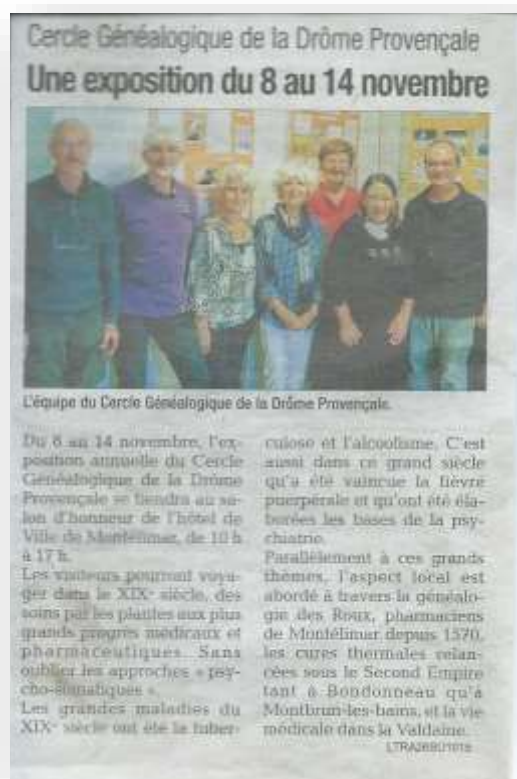 Cercle Généalogique de la Drôme Provençale
Une exposition du 8 au 14 novembre
L'équipe du Cercle Généalogique de la Drôme Provençale.
Du 8 au 14 novembre, l'ex-
position annuelle du Cercle
Généalogique de la Drôme
Provençale se tiendra au sa-
lon d'honneur de l'hôtel de
Ville de Montélimar, de 10 h
à 17 h.
Les visiteurs pourront voya-
ger dans le XIXe siècle, des
soins par les plantes aux plus
grands progrès médicaux et
pharmaceutiques. Sans
oublier les approches « psy-
cho-somatiques ».
Les grandes maladies du
XIXe siècle ont été la tuber-
culose et l'alcoolisme. C'est
aussi dans ce grand siècle
qu'a été vaincue la fièvre
puerpérale et qu'ont été éla-
borées les bases de la psy-
chiatrie.
Parallèlement à ces grands
thèmes, l'aspect local est
abordé à travers la généalo-
gie des Roux, pharmaciens
de Montélimar depuis 1570,
les cures thermales relan-
cées sous le Second Empire
tant à Bondonneau qu'à
Montbrun-les-bains, et la vie
médicale dans la Valdaine.